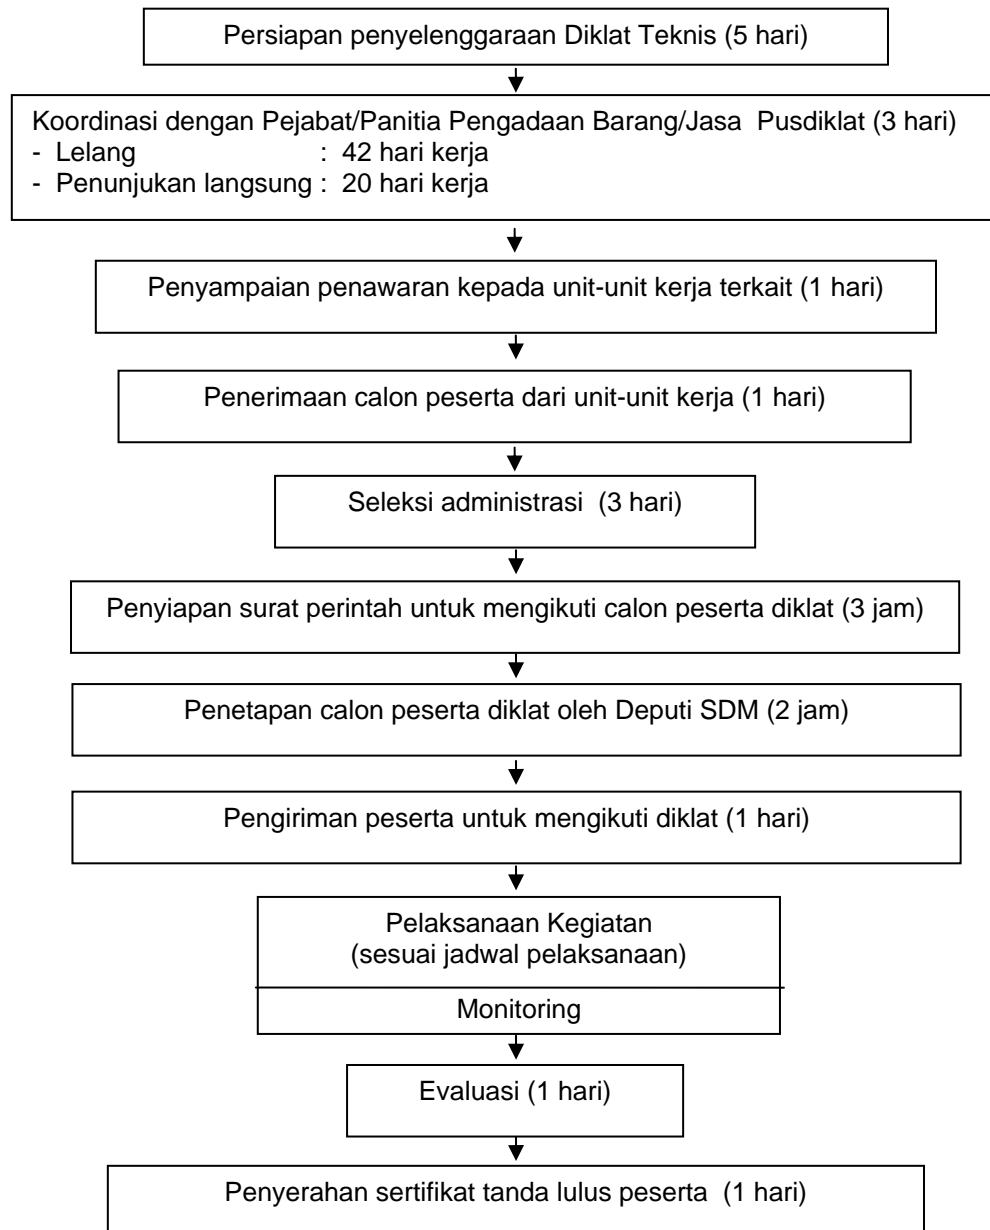 Persiapan penyelenggaraan Diklat Teknis (5 hari)
Koordinasi dengan Pejabat/Panitia Pengadaan Barang/Jasa Pusdiklat (3 hari)
- Lelang : 42 hari kerja
- Penunjukan langsung : 20 hari kerja
Penyampaian penawaran kepada unit-unit kerja terkait (1 hari)
Penerimaan calon peserta dari unit-unit kerja (1 hari)
Seleksi administrasi (3 hari)
Penyiapan surat perintah untuk mengikuti calon peserta diklat (3 jam)
Penetapan calon peserta diklat oleh Deputi SDM (2 jam)
Pengiriman peserta untuk mengikuti diklat (1 hari)
Pelaksanaan Kegiatan
(sesuai jadwal pelaksanaan)
Monitoring
Evaluasi (1 hari)
Penyerahan sertifikat tanda lulus peserta (1 hari)